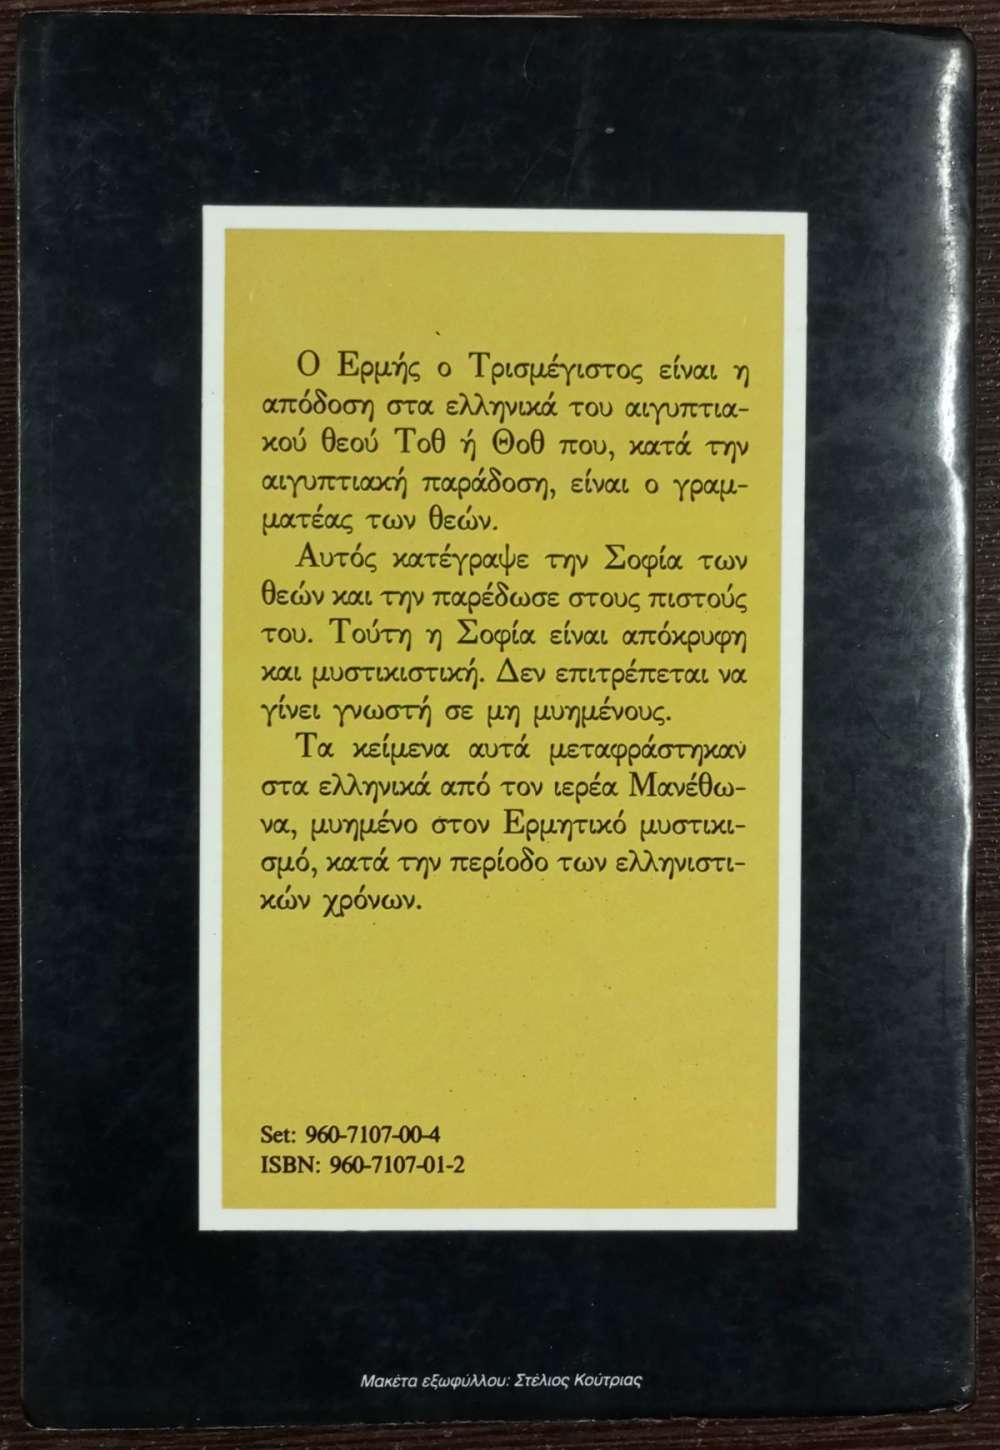 Ο Ερμής ο Τρισμέγιστος είναι η
απόδοση στα ελληνικά του αιγυπτια-
κού θεού Τοθ ή Θοθ που, κατά την
αιγυπτιακή παράδοση, είναι ο γραμ-
ματέας των θεών.
Αυτός κατέγραψε την Σοφία των
θεών και την παρέδωσε στους πιστούς
του. Τούτη η Σοφία είναι απόκρυφη
και μυστικιστική. Δεν επιτρέπεται να
γίνει γνωστή σε μη μυημένους.
Τα κείμενα αυτά μεταφράστηκαν
στα ελληνικά από τον ιερέα Μανέθω-
να, μυημένο στον Ερμητικό μυστικι-
σμό, κατά την περίοδο των ελληνιστι-
κών χρόνων.
Set: 960-7107-00-4
ISBN: 960-7107-01-2
Μακέτα εξωφύλλου: Στέλιος Κούτριας